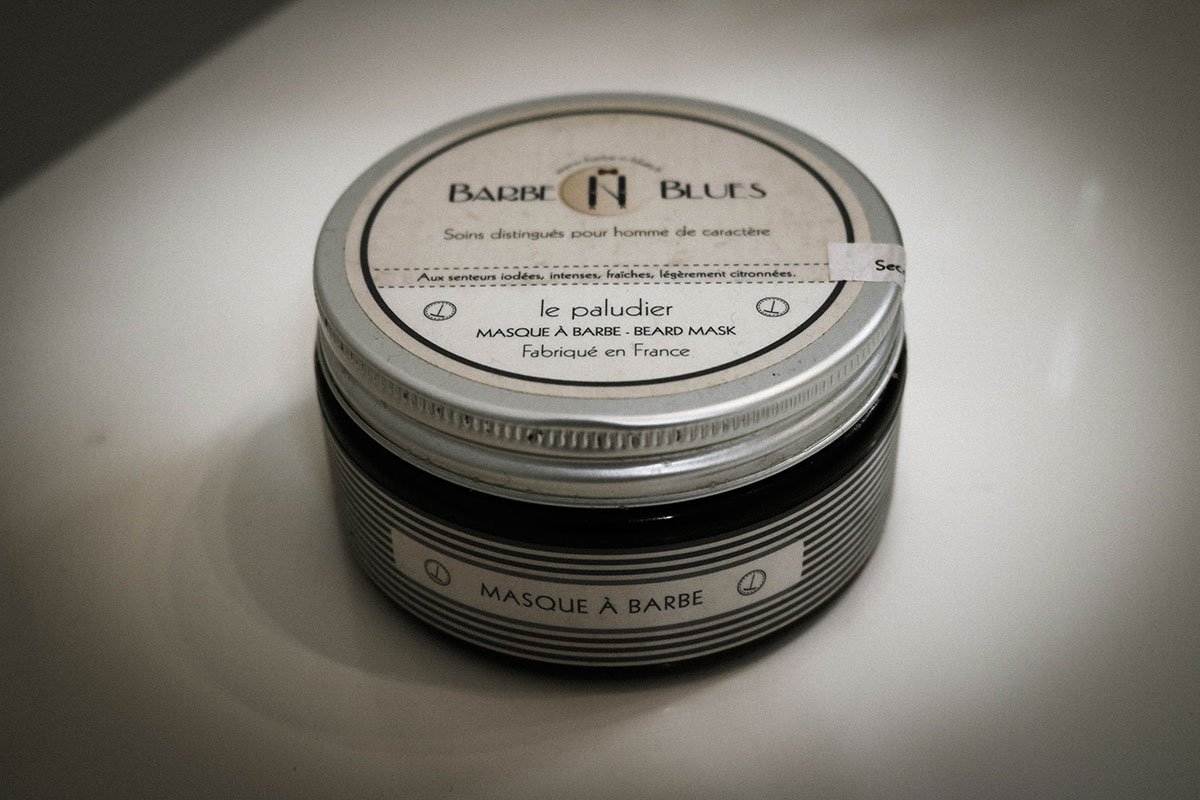 BARBE N BLUES
Soins distingués pour homme de caractère
Aux senteurs iodées, intenses, fraîches, légèrement citronnées.
Sec
le paludier
MASQUE À BARBE - BEARD MASK
Fabriqué en France
MASQUE À BARBE